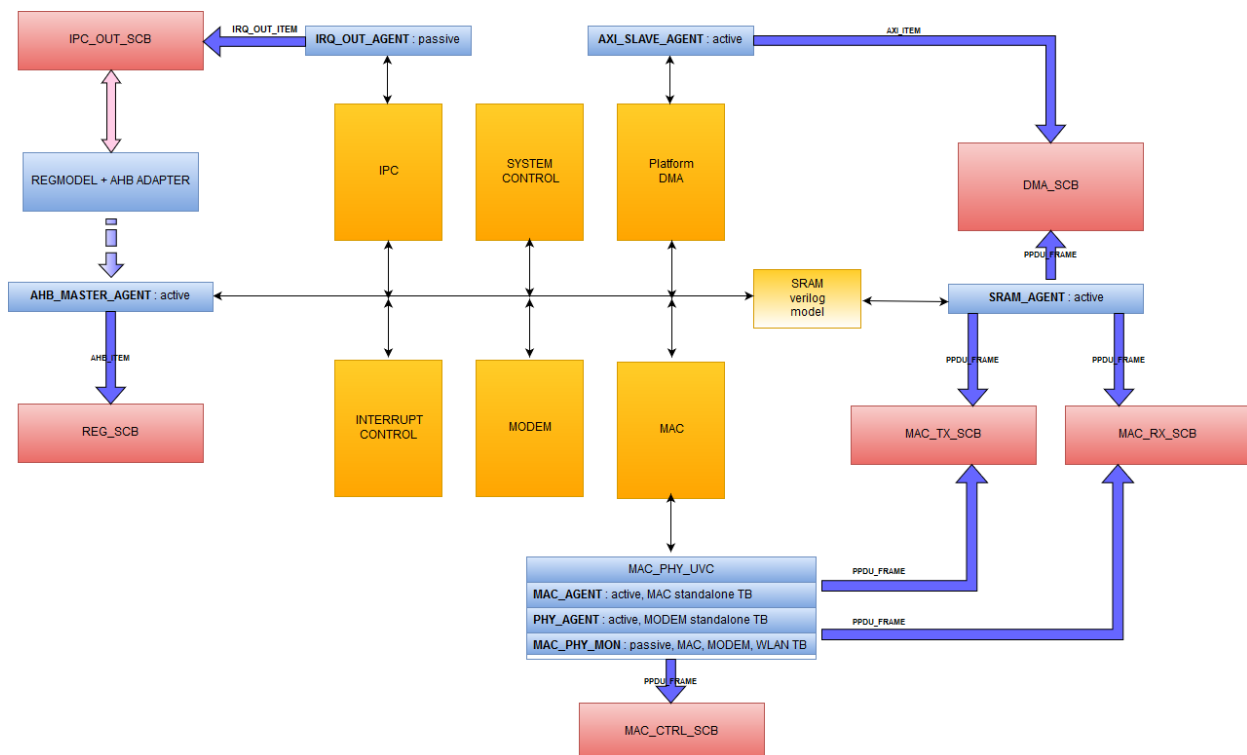 IRQ_OUT_ITEM
AXI_ITEM
IPC_OUT_SCB
IRQ_OUT_AGENT : passive
AXI_SLAVE_AGENT : active
IPC
SYSTEM
CONTROL
Platform
DMA
REGMODEL + AHB ADAPTER
DMA_SCB
PPDU_FRAME
AHB_MASTER_AGENT : active
SRAM
verilog
model
SRAM_AGENT : active
AHB_ITEM
PPDU_FRAME
PPDU_FRAME
REG_SCB
INTERRUPT
CONTROL
MODEM
MAC
MAC_TX_SCB
MAC_RX_SCB
MAC_PHY_UVC
MAC_AGENT : active, MAC standalone TB
PHY_AGENT : active, MODEM standalone TB
MAC_PHY_MON : passive, MAC, MODEM, WLAN TB
PPDU_FRAME
PPDU_FRAME
PPDU_FRAME
MAC_CTRL_SCB